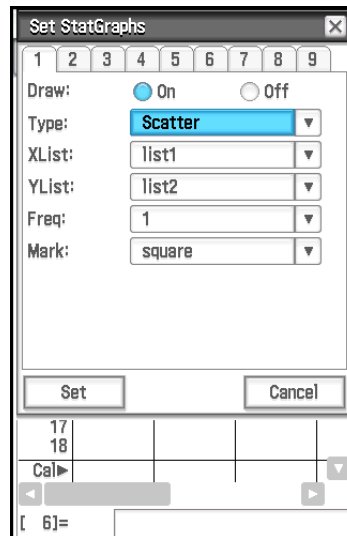 Set StatGraphs
1 2 3 4 5 6 7 8 9
Draw: On Off
Type: Scatter
XList: list1
YList: list2
Freq: 1
Mark: square
Set Cancel
17
18
Cal▶
[ 6]=